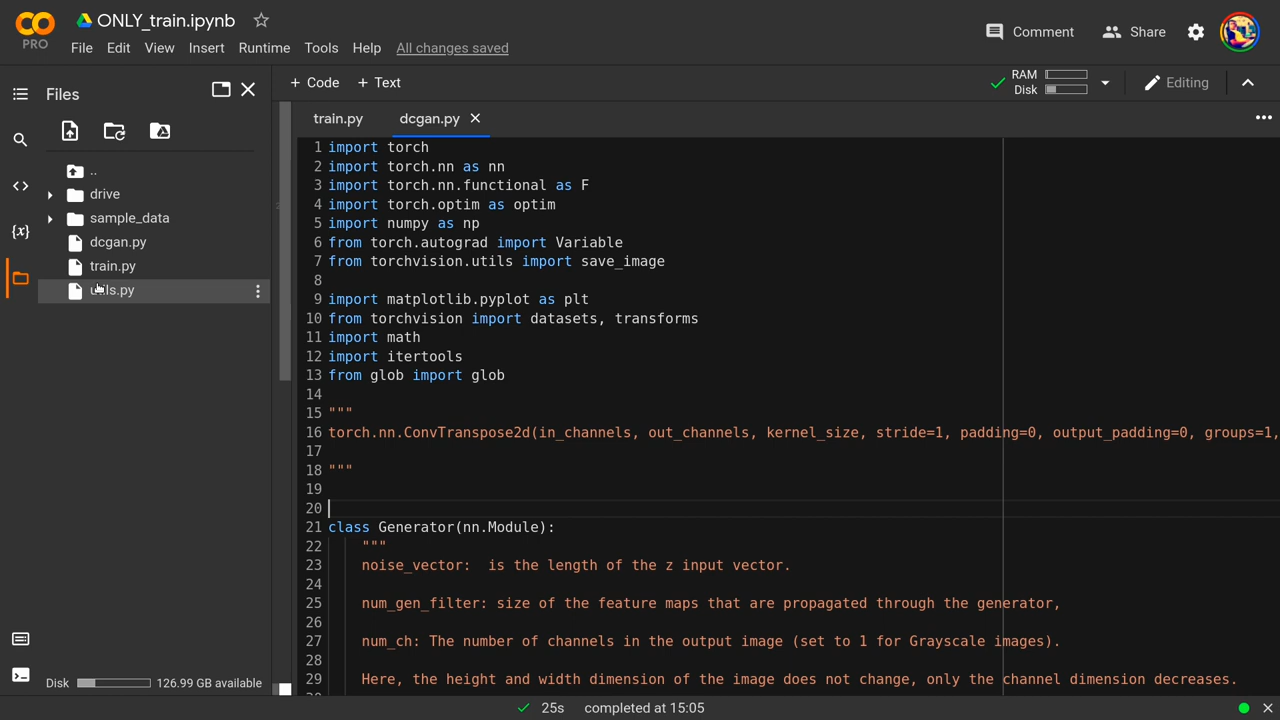 PRO
ONLY_train.ipynb
File Edit View Insert Runtime Tools Help All changes saved
Comment Share
Files
+ Code + Text
RAM
Disk
Editing
train.py dcgan.py
..
drive
sample_data
dcgan.py
train.py
utils.py
Disk 126.99 GB available
1 import torch
2 import torch.nn as nn
3 import torch.nn.functional as F
4 import torch.optim as optim
5 import numpy as np
6 from torch.autograd import Variable
7 from torchvision.utils import save_image
8
9 import matplotlib.pyplot as plt
10 from torchvision import datasets, transforms
11 import math
12 import itertools
13 from glob import glob
14
15 """
16 torch.nn.ConvTranspose2d(in_channels, out_channels, kernel_size, stride=1, padding=0, output_padding=0, groups=1,
17
18 """
19
20
21 class Generator(nn.Module):
22 """
23 noise_vector: is the length of the z input vector.
24
25 num_gen_filter: size of the feature maps that are propagated through the generator,
26
27 num_ch: The number of channels in the output image (set to 1 for Grayscale images).
28
29 Here, the height and width dimension of the image does not change, only the channel dimension decreases.
25s completed at 15:05